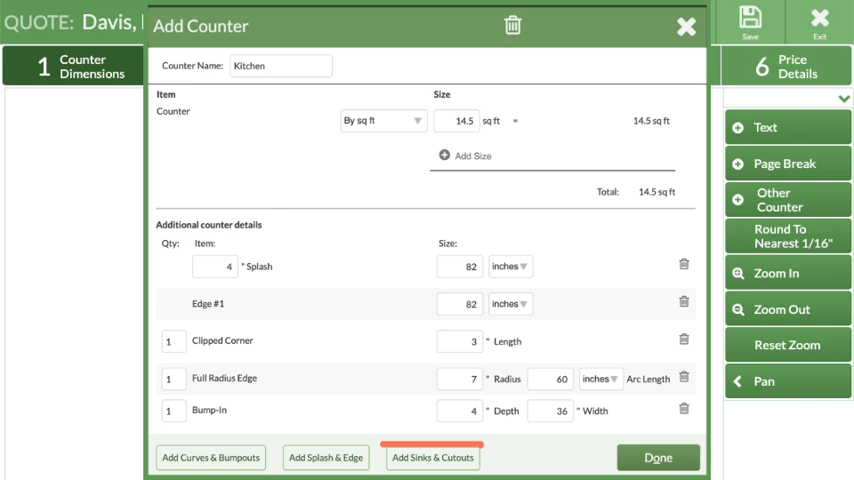 QUOTE: Davis,
Add Counter
Save
Exit
1 Counter Dimensions
6 Price Details
Counter Name: Kitchen
Item Size
Counter By sq ft 14.5 sq ft = 14.5 sq ft
Add Size
Total: 14.5 sq ft
Additional counter details
Qty: Item: Size:
4 " Splash 82 inches
Edge #1 82 inches
1 Clipped Corner 3 " Length
1 Full Radius Edge 7 " Radius 60 inches Arc Length
1 Bump-In 4 " Depth 36 " Width
Add Curves & Bumpouts Add Splash & Edge Add Sinks & Cutouts Done
Text
Page Break
Other
Counter
Round To
Nearest 1/16"
Zoom In
Zoom Out
Reset Zoom
Pan